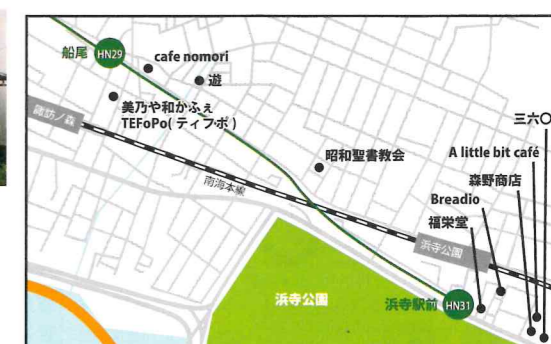 船尾 HN29
cafe nomori
遊
美乃や和かふぇ
TEFoPo(ティフポ)
諏訪ノ森
昭和聖書教会
南海本線
三六〇
A little bit café
森野商店
Breadio
福栄堂
浜寺公園
浜寺公園
浜寺駅前 HN31